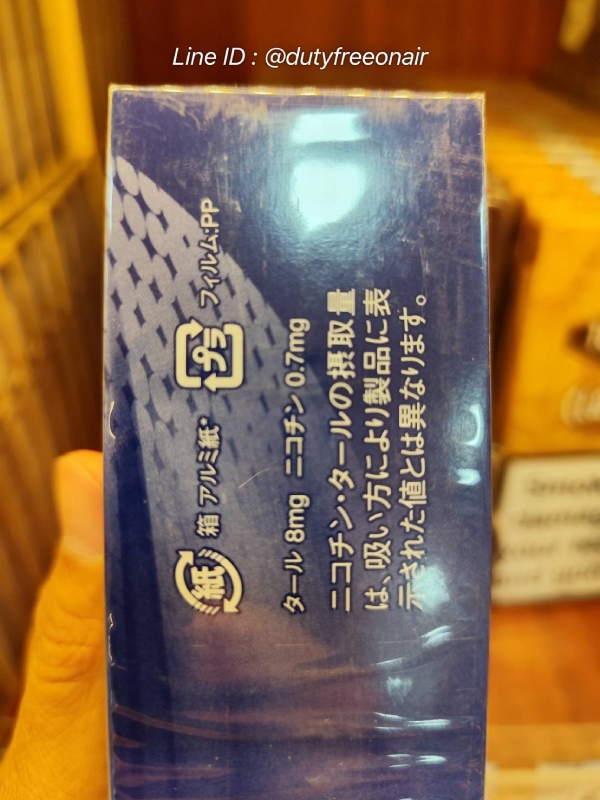 Line ID : @dutyfreeonair
紙 箱 アルミ紙* プラ フィルム:PP
タール 8mg ニコチン 0.7mg
ニコチン・タールの摂取量
は、吸い方により製品に表
示された値とは異なります。